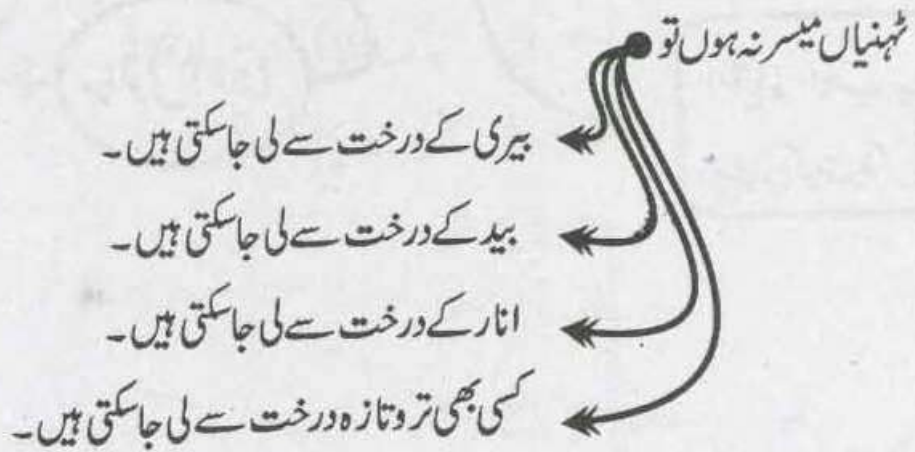 ٹہنیاں میسر نہ ہوں تو
بیری کے درخت سے لی جاسکتی ہیں۔
بید کے درخت سے لی جاسکتی ہیں۔
انار کے درخت سے لی جاسکتی ہیں۔
کسی بھی تروتازہ درخت سے لی جاسکتی ہیں۔